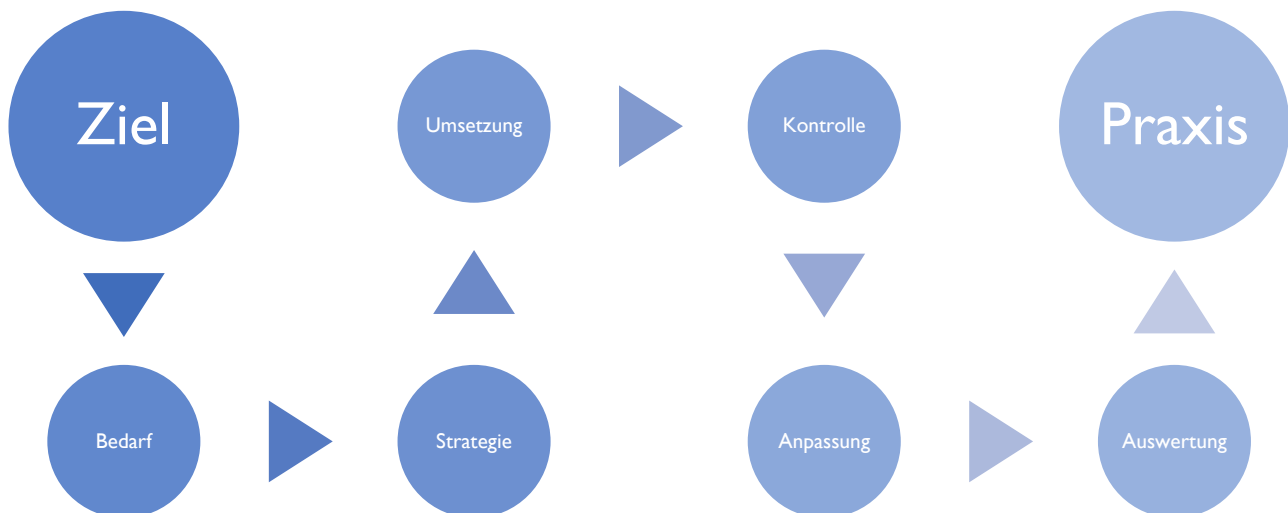 Ziel
Bedarf
Strategie
Umsetzung
Kontrolle
Anpassung
Auswertung
Praxis